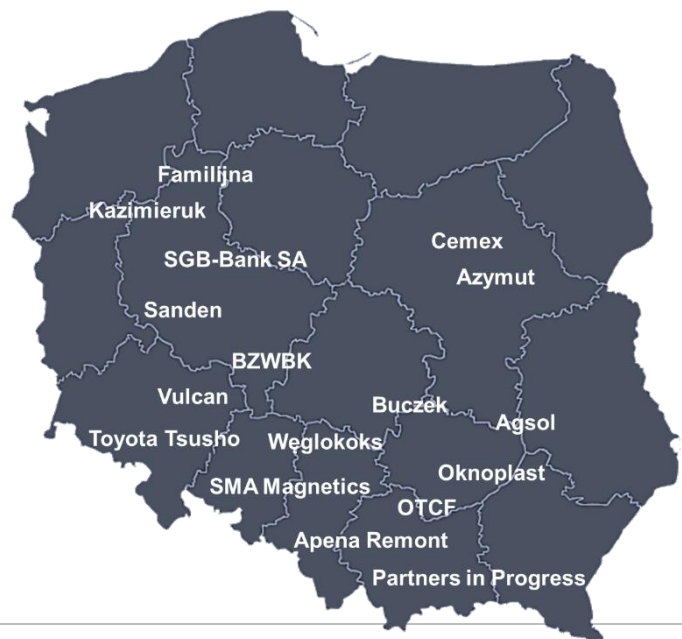 Familijna
Kazimieruk
Cemex
SGB-Bank SA
Azymut
Sanden
BZWBK
Vulcan
Buczek
Agsol
Toyota Tsusho
Weglokoks
Oknoplast
SMA Magnetics
OTCF
Apena Remont
Partners in Progress